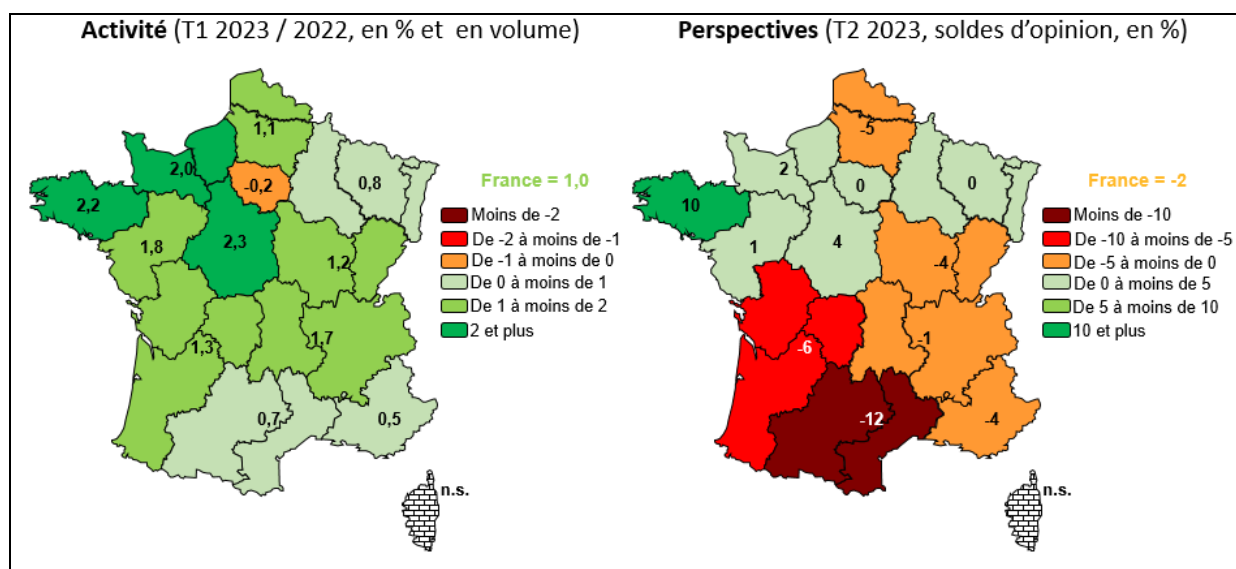 Activité (T1 2023 / 2022, en % et en volume)
1,1
2,0
-0,2
0,8
2,2
1,8
2,3
1,2
1,3
1,7
0,7
0,5
n.s.
France = 1,0
Moins de -2
De -2 à moins de -1
De -1 à moins de 0
De 0 à moins de 1
De 1 à moins de 2
2 et plus
Perspectives (T2 2023, soldes d’opinion, en %)
-5
2
0
0
10
1
4
-4
-6
-1
-12
-4
n.s.
France = -2
Moins de -10
De -10 à moins de -5
De -5 à moins de 0
De 0 à moins de 5
De 5 à moins de 10
10 et plus